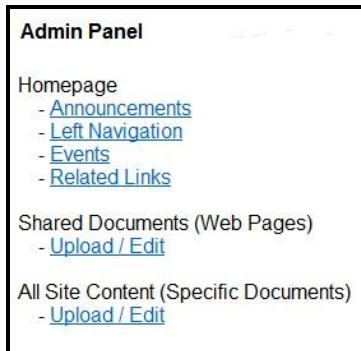 Admin Panel
Homepage
- Announcements
- Left Navigation
- Events
- Related Links
Shared Documents (Web Pages)
- Upload / Edit
All Site Content (Specific Documents)
- Upload / Edit